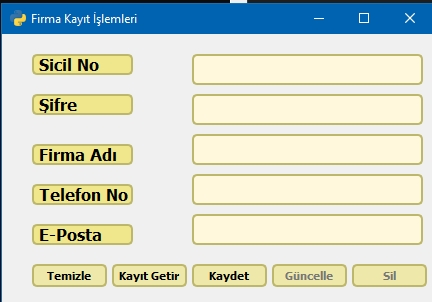 Firma Kayıt İşlemleri
Sicil No
Şifre
Firma Adı
Telefon No
E-Posta
Temizle Kayıt Getir Kaydet Güncelle Sil